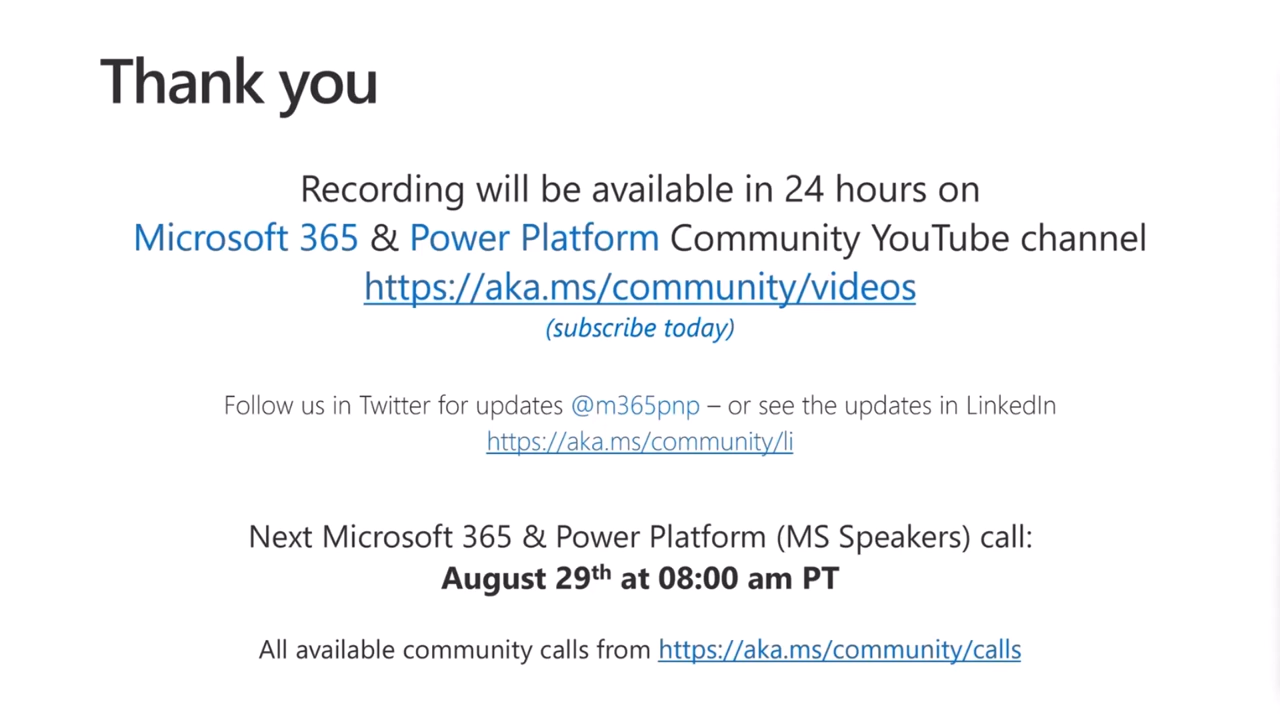 Thank you
Recording will be available in 24 hours on
Microsoft 365 & Power Platform Community YouTube channel
https://aka.ms/community/videos
(subscribe today)
Follow us in Twitter for updates @m365pnp – or see the updates in LinkedIn
https://aka.ms/community/li
Next Microsoft 365 & Power Platform (MS Speakers) call:
August 29th at 08:00 am PT
All available community calls from https://aka.ms/community/calls